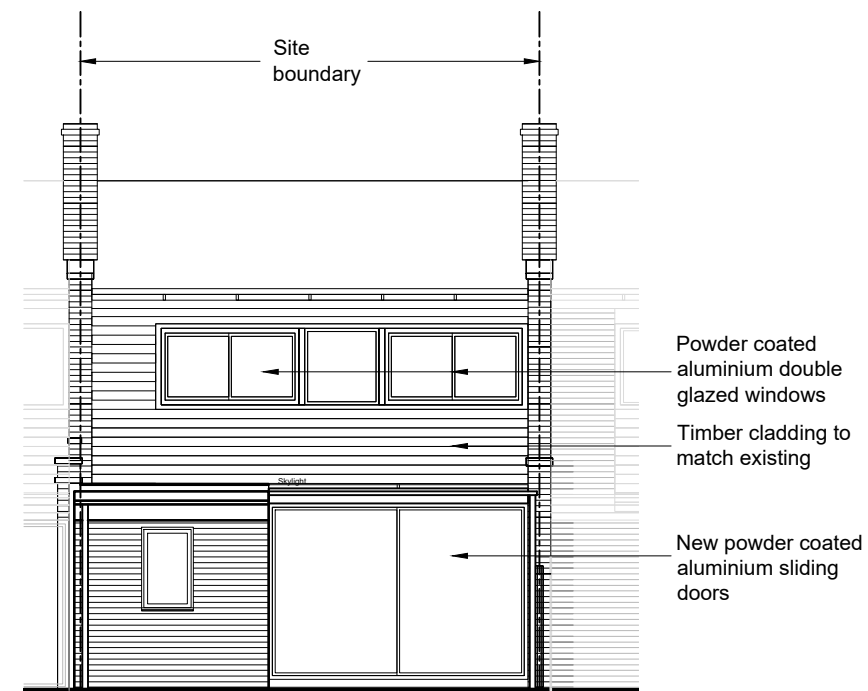 Site
boundary
Powder coated
aluminium double
glazed windows
Timber cladding to
match existing
Skylight
New powder coated
aluminium sliding
doors